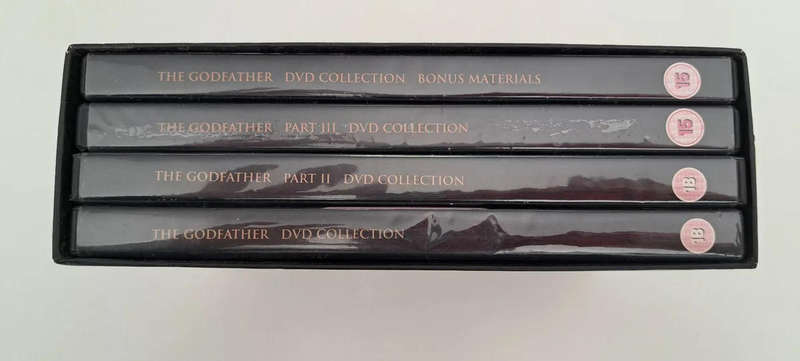 THE GODFATHER DVD COLLECTION BONUS MATERIALS 15
THE GODFATHER PART III DVD COLLECTION 15
THE GODFATHER PART II DVD COLLECTION 18
THE GODFATHER DVD COLLECTION 18